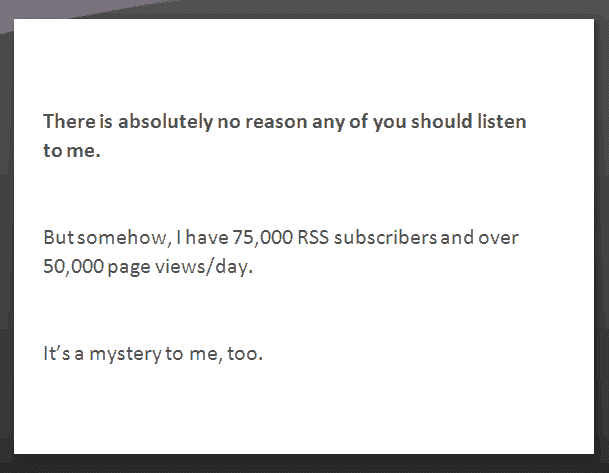 There is absolutely no reason any of you should listen
to me.
But somehow, I have 75,000 RSS subscribers and over
50,000 page views/day.
It's a mystery to me, too.